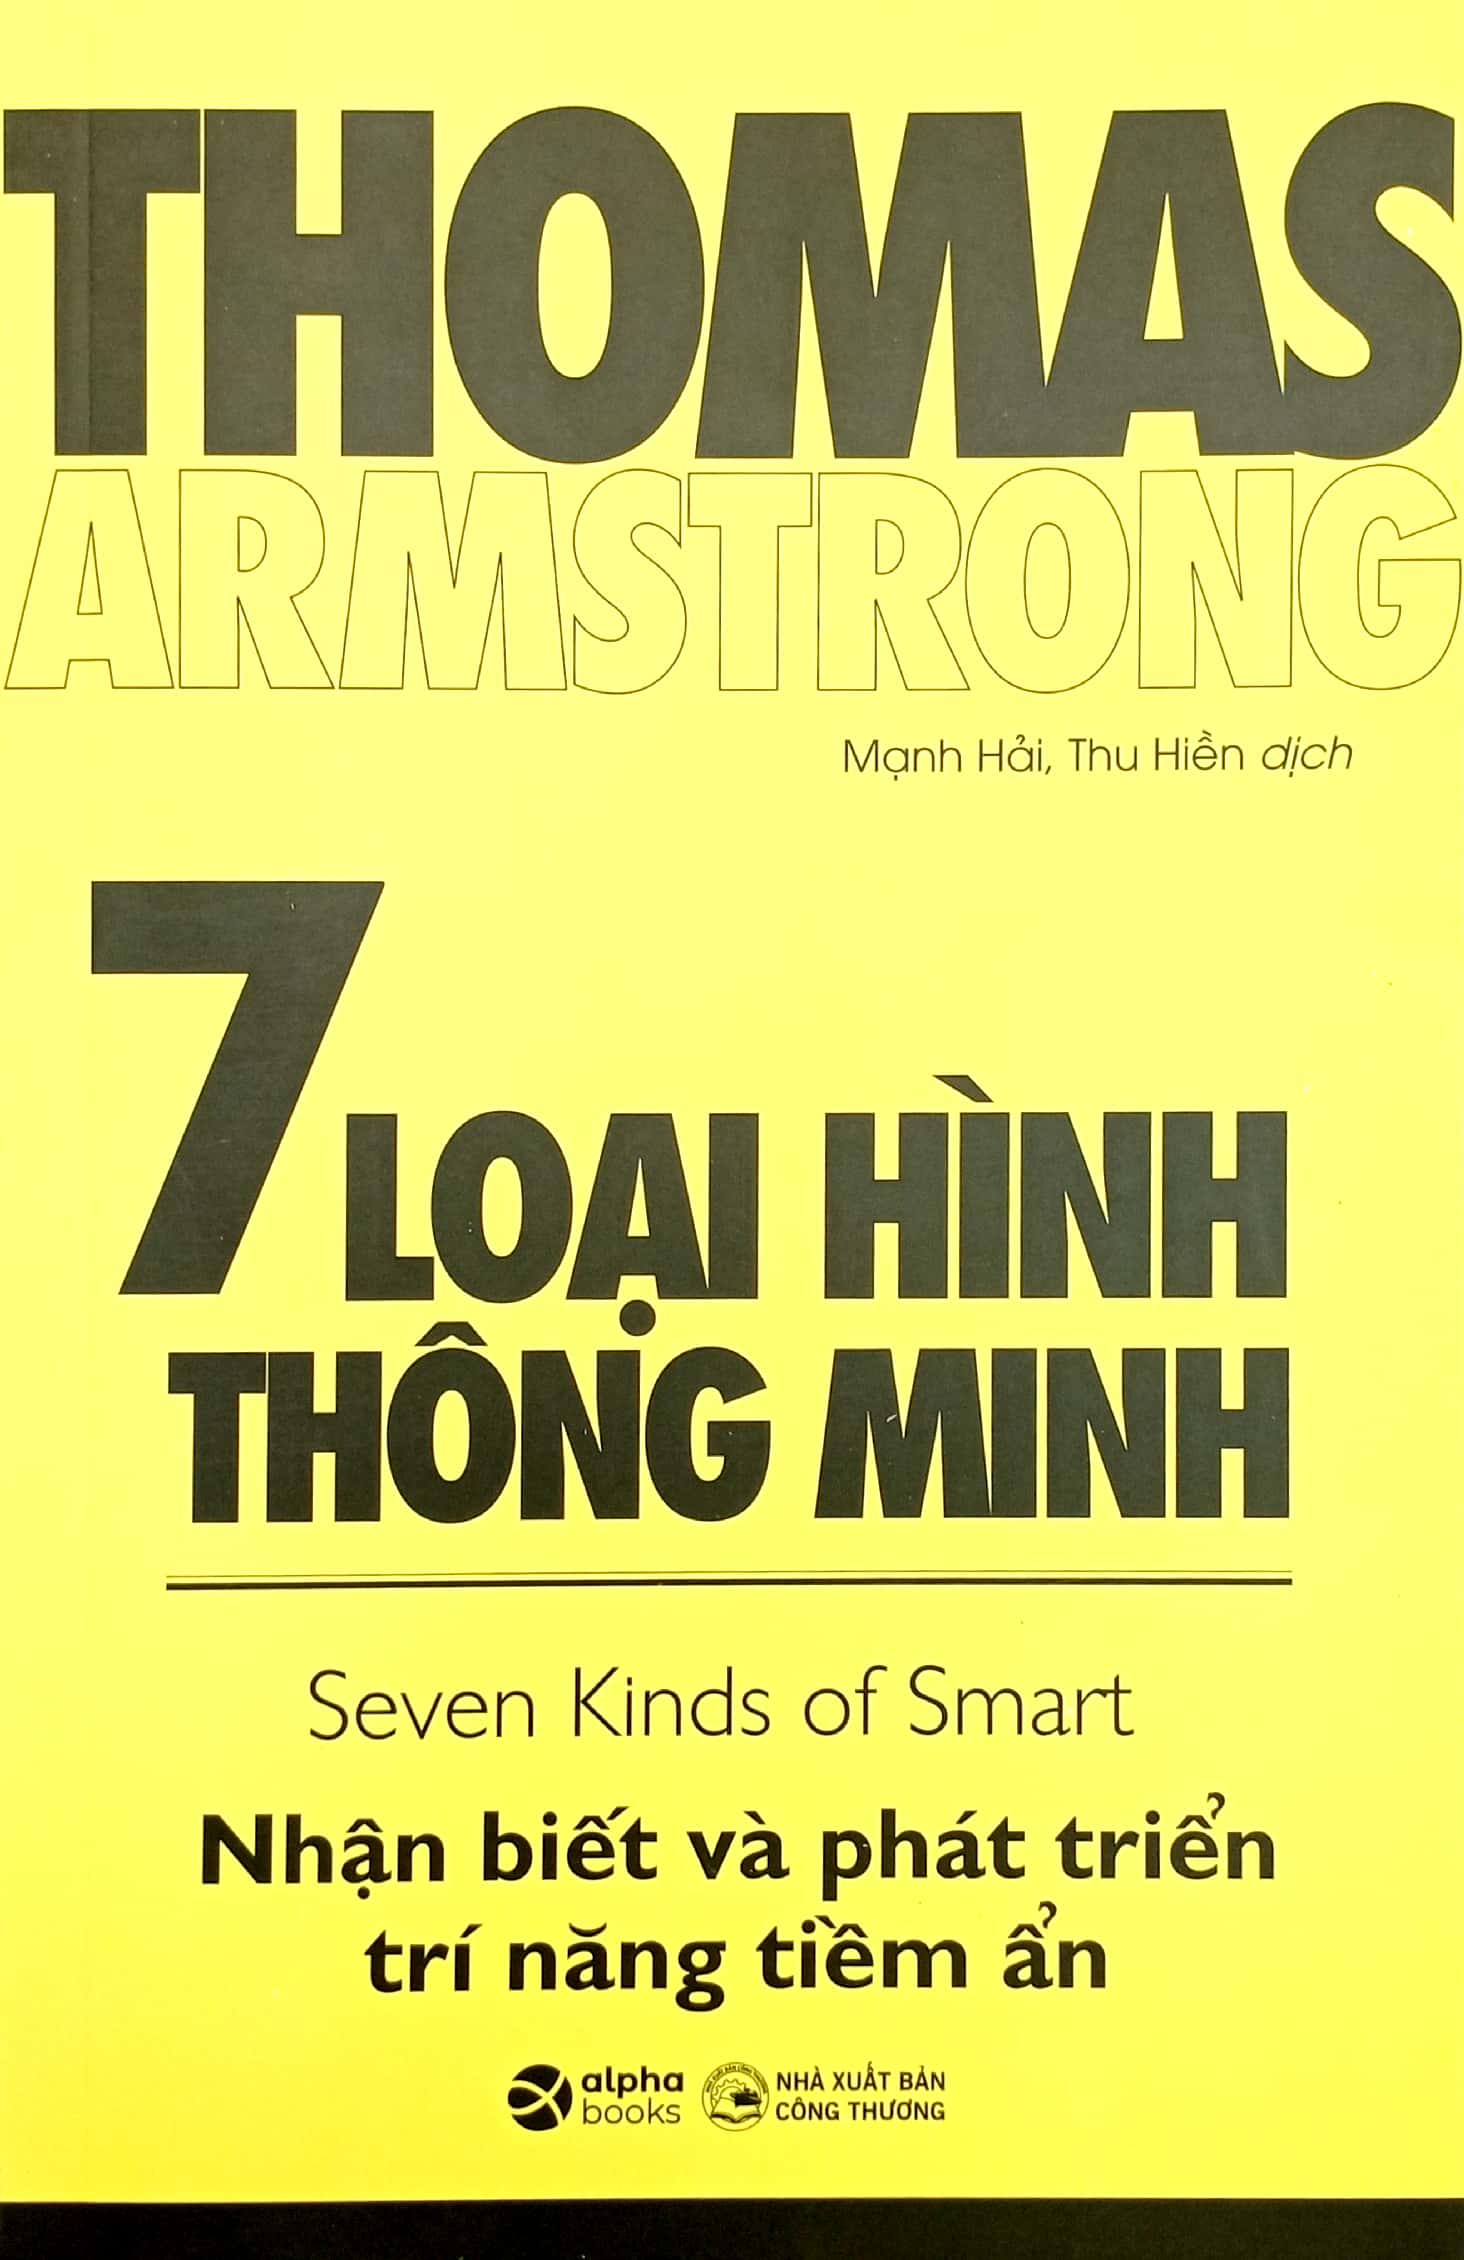 THOMAS
ARMSTRONG
Mạnh Hải, Thu Hiền dịch
7 LOẠI HÌNH
THÔNG MINH
Seven Kinds of Smart
Nhận biết và phát triển
trí năng tiềm ẩn
alpha
books
NHÀ XUẤT BẢN
CÔNG THƯƠNG